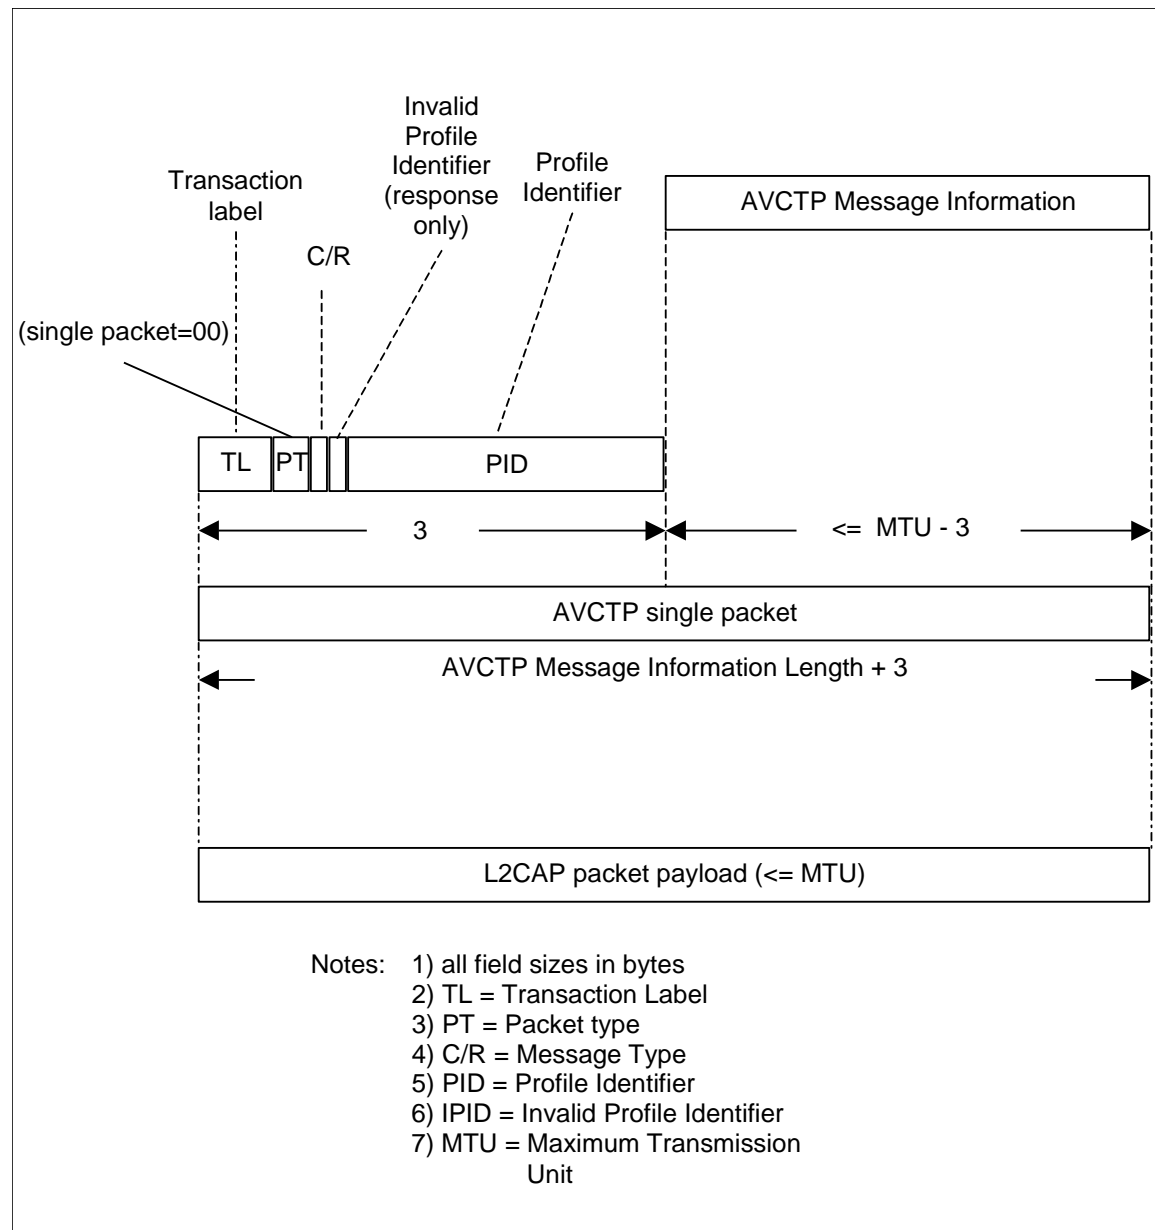 Invalid
Profile
Identifier
(response
only)
Profile
Identifier
Transaction
label
C/R
AVCTP Message Information
(single packet=00)
TL
PT
PID
3
<= MTU - 3
AVCTP single packet
AVCTP Message Information Length + 3
L2CAP packet payload (<= MTU)
Notes: 1) all field sizes in bytes
2) TL = Transaction Label
3) PT = Packet type
4) C/R = Message Type
5) PID = Profile Identifier
6) IPID = Invalid Profile Identifier
7) MTU = Maximum Transmission
Unit